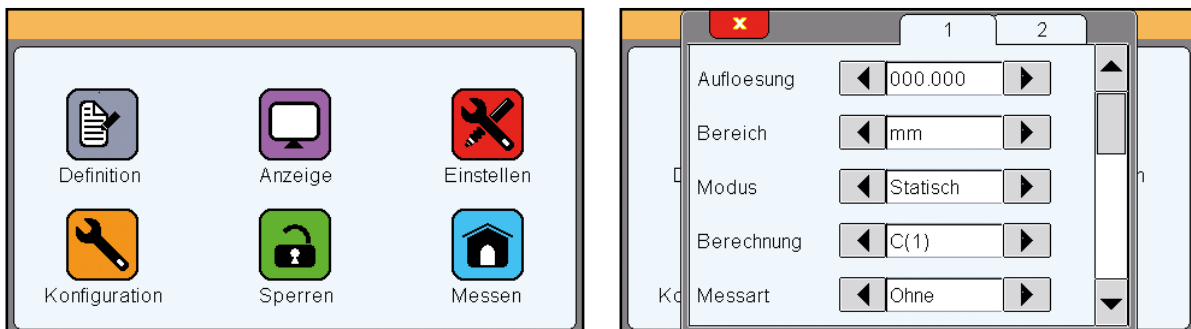 Definition Anzeige Einstellen
Konfiguration Sperren Messen
x 1 2
Aufloesung 000.000
Bereich mm
Modus Statisch
Berechnung C(1)
Messart Ohne